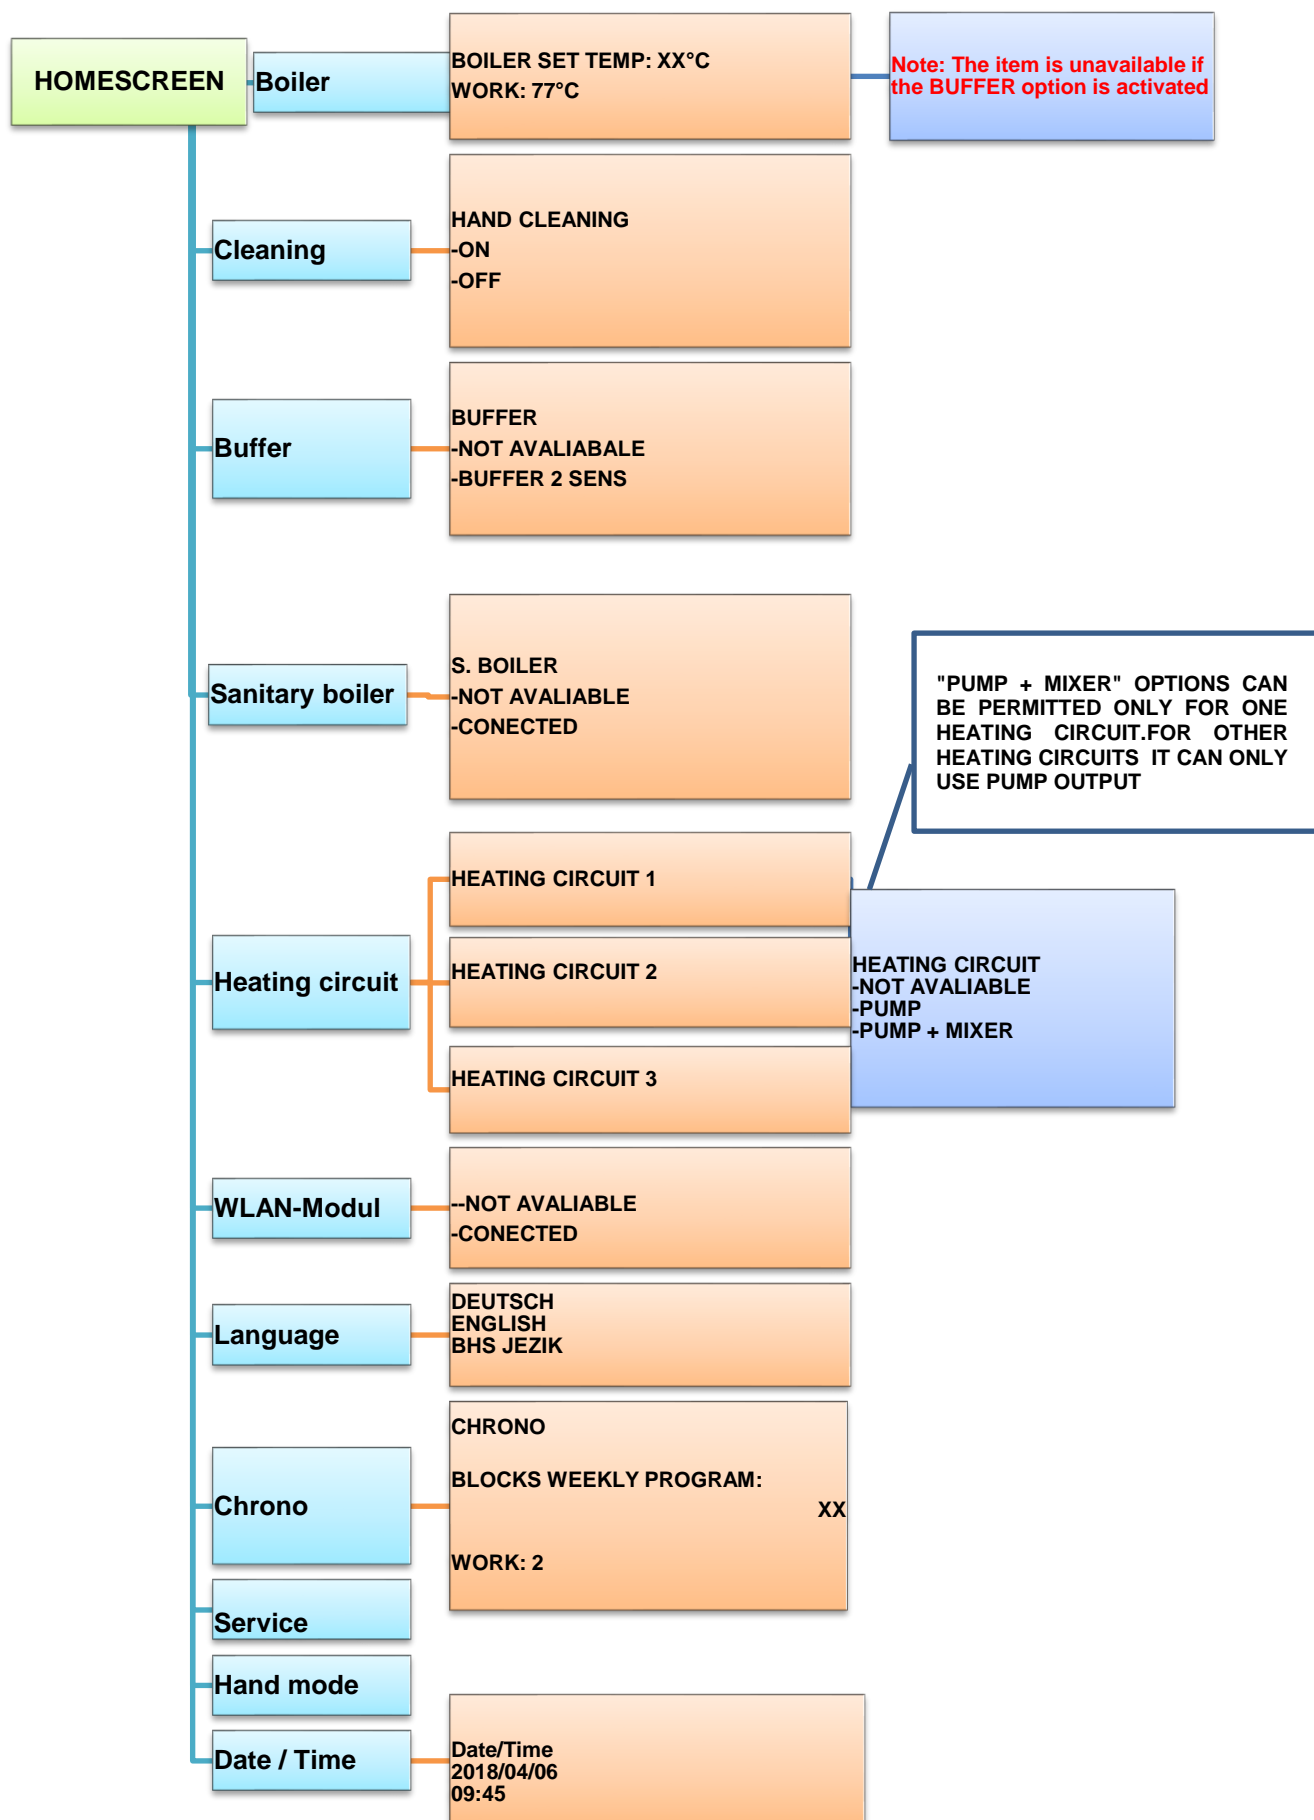 HOMESCREEN
Boiler
BOILER SET TEMP: XX°C
WORK: 77°C
Note: The item is unavailable if
the BUFFER option is activated
Cleaning
HAND CLEANING
-ON
-OFF
Buffer
BUFFER
-NOT AVALIABALE
-BUFFER 2 SENS
Sanitary boiler
S. BOILER
-NOT AVALIABLE
-CONECTED
"PUMP + MIXER" OPTIONS CAN
BE PERMITTED ONLY FOR ONE
HEATING CIRCUIT.FOR OTHER
HEATING CIRCUITS IT CAN ONLY
USE PUMP OUTPUT
Heating circuit
HEATING CIRCUIT 1
HEATING CIRCUIT 2
HEATING CIRCUIT 3
HEATING CIRCUIT
-NOT AVALIABLE
-PUMP
-PUMP + MIXER
WLAN-Modul
--NOT AVALIABLE
-CONECTED
Language
DEUTSCH
ENGLISH
BHS JEZIK
Chrono
CHRONO
BLOCKS WEEKLY PROGRAM:
XX
WORK: 2
Service
Hand mode
Date / Time
Date/Time
2018/04/06
09:45